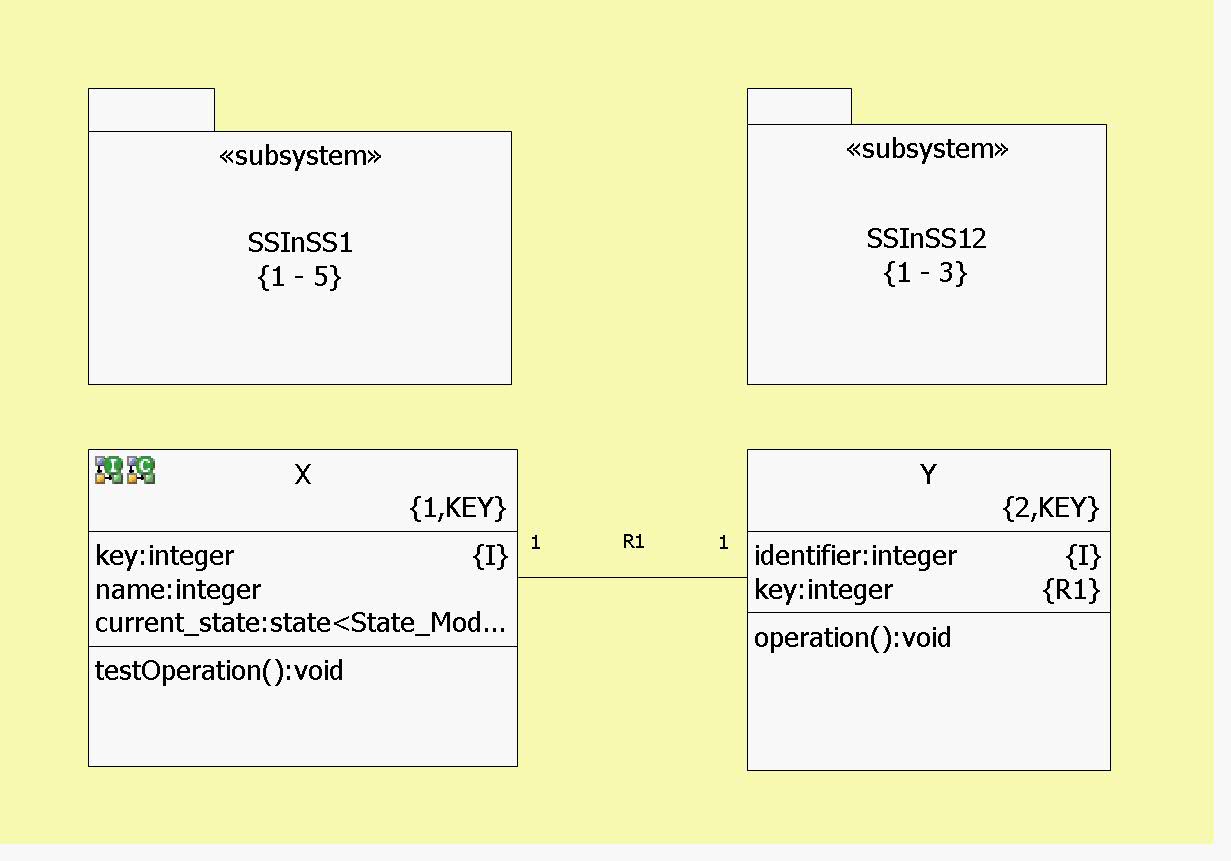 «subsystem»
SSInSS1
{1 - 5}
«subsystem»
SSInSS12
{1 - 3}
I C
X
{1,KEY}
key:integer {I}
name:integer
current_state:state<State_Mod...
testOperation():void
1 R1 1
Y
{2,KEY}
identifier:integer {I}
key:integer {R1}
operation():void